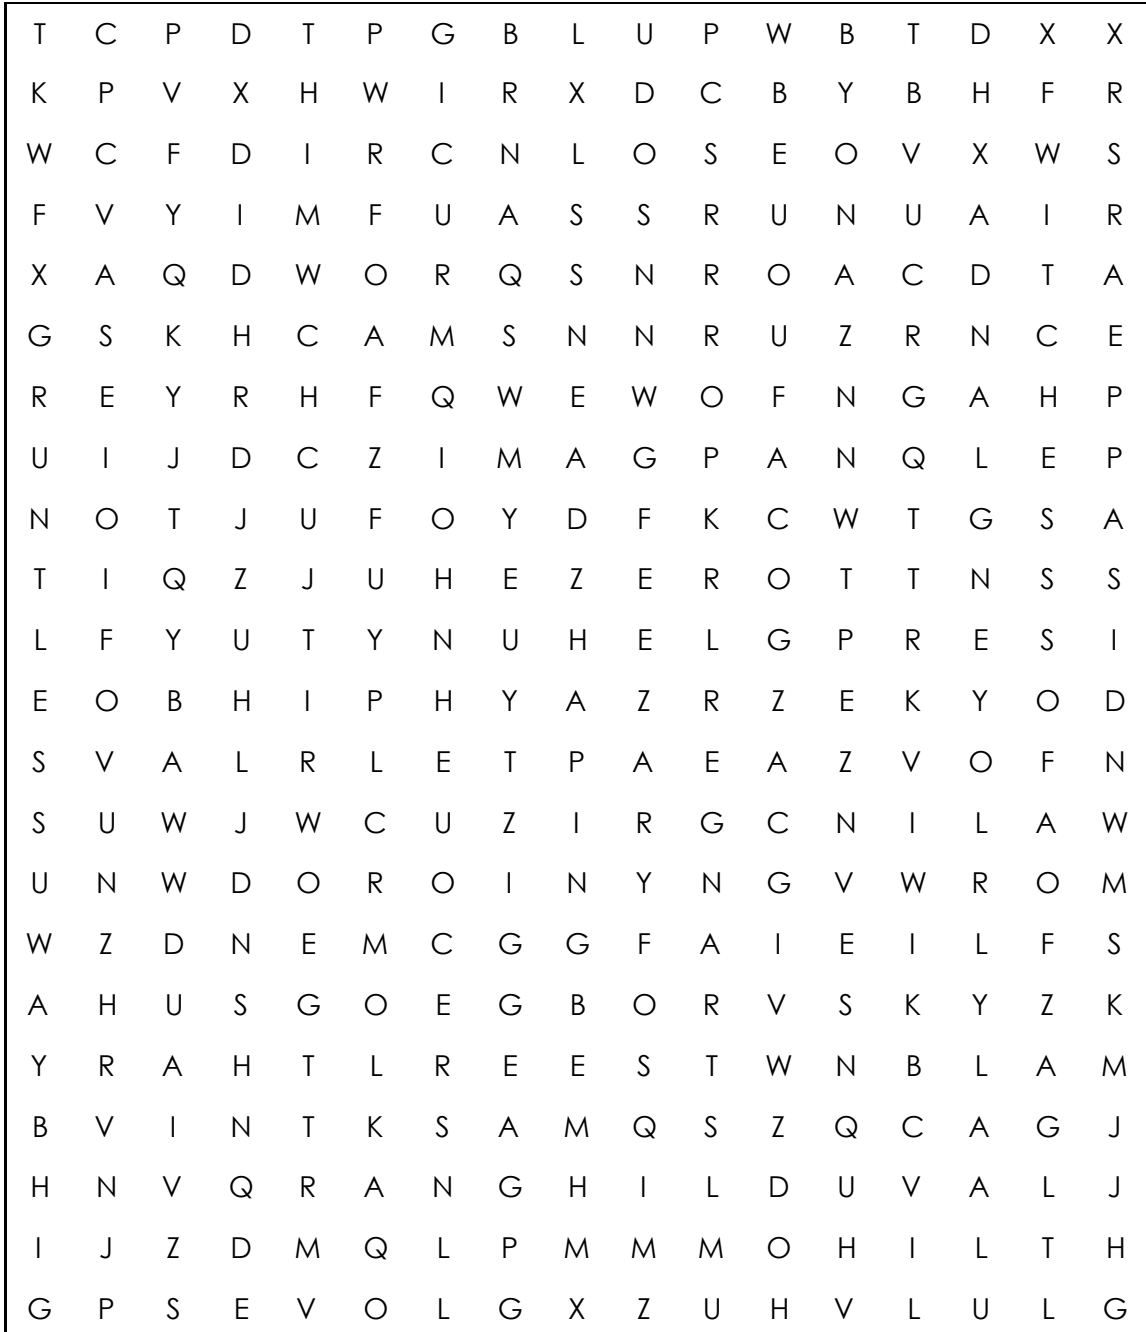 T C P D T P G B L U P W B T D X X
K P V X H W I R X D C B Y B H F R
W C F D I R C N L O S E O V X W S
F V Y I M F U A S S R U N U A I R
X A Q D W O R Q S N R O A C D T A
G S K H C A M S N N R U Z R N C E
R E Y R H F Q W E W O F N G A H P
U I J D C Z I M A G P A N Q L E P
N O T J U F O Y D F K C W T G S A
T I Q Z J U H E Z E R O T T N S S
L F Y U T Y N U H E L G P R E S I
E O B H I P H Y A Z R Z E K Y O D
S V A L R L E T P A E A Z V O F N
S U W J W C U Z I R G C N I L A W
U N W D O R O I N Y N G V W R O M
W Z D N E M C G G F A I E I L F S
A H U S G O E G B O R V S K Y Z K
Y R A H T L R E E S T W N B L A M
B V I N T K S A M Q S Z Q C A G J
H N V Q R A N G H I L D U V A L J
I J Z D M Q L P M M M O H I L T H
G P S E V O L G X Z U H V L U L G